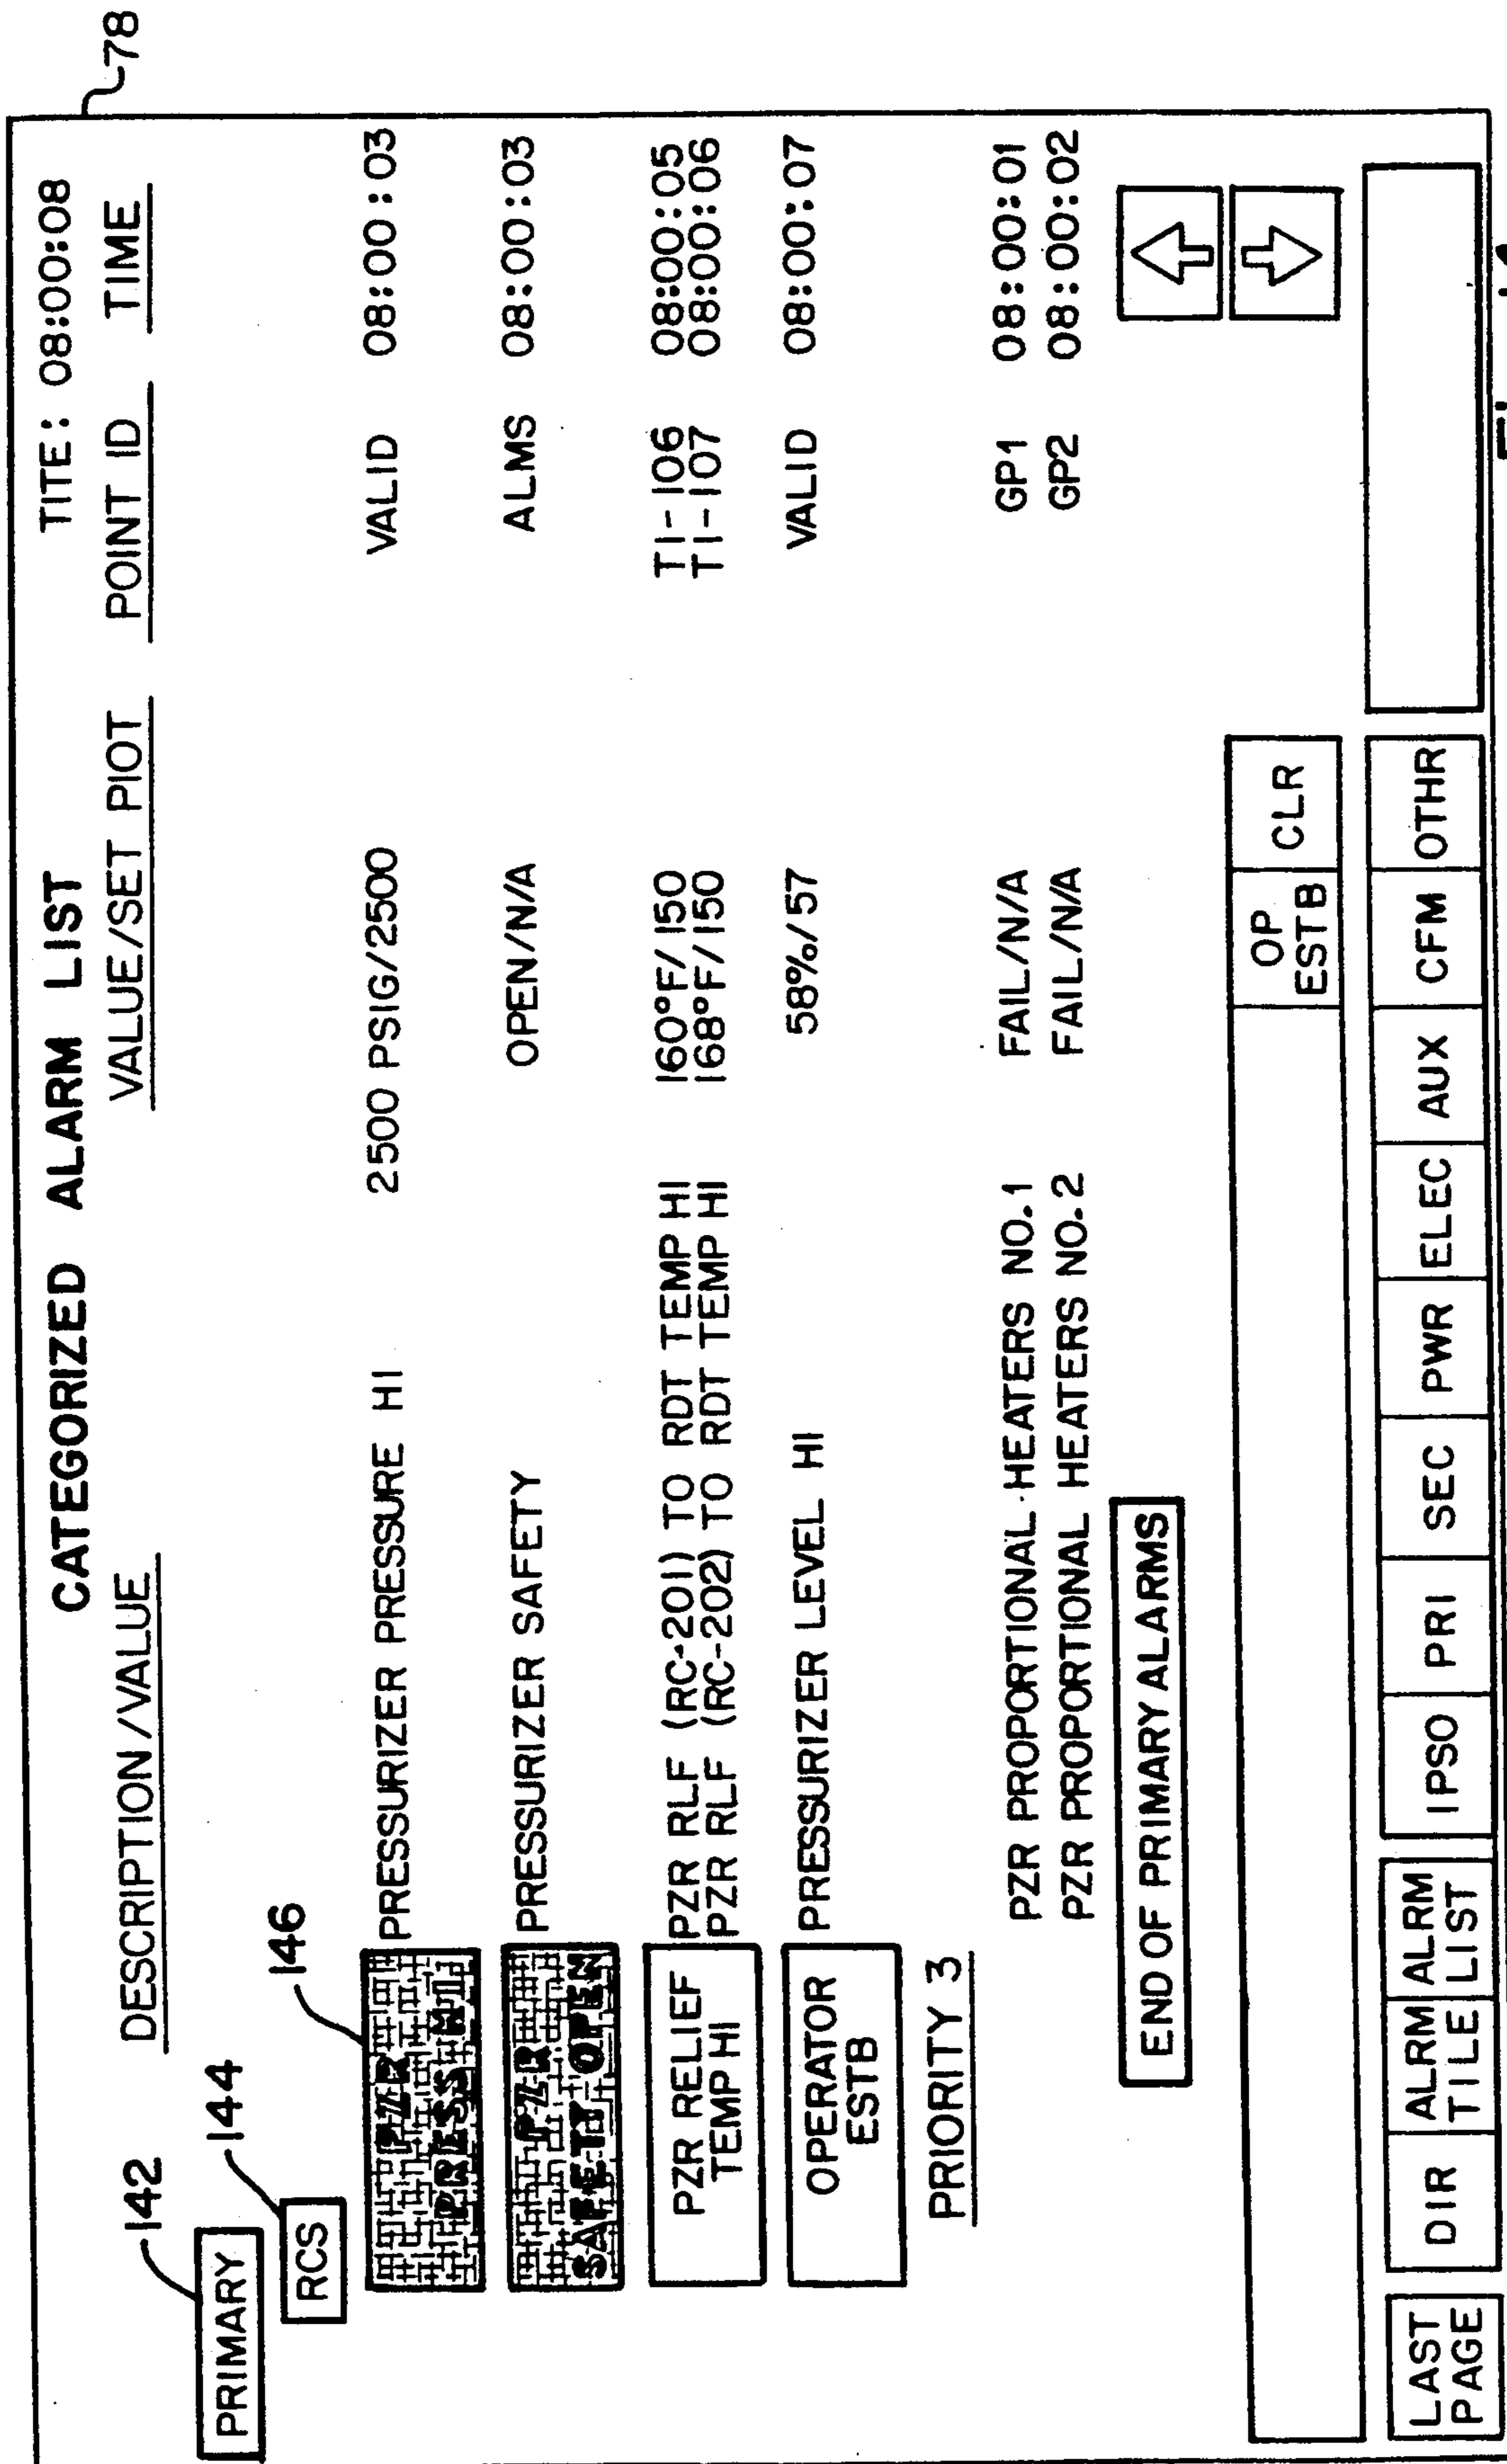 78
CATEGORIZED ALARM LIST TITE: 08:00:08
DESCRIPTION/VALUE VALUE/SET PIOT POINT ID TIME
142
PRIMARY
144
RCS
146
PZR PRESS HI PRESSURIZER PRESSURE HI 2500 PSIG/2500 VALID 08:00:03
PZR SAFETY OPEN PRESSURIZER SAFETY OPEN/N/A ALMS 08:00:03
PZR RELIEF TEMP HI
PZR RLF (RC-201) TO RDT TEMP HI 160°F/150 TI-106 08:00:05
PZR RLF (RC-202) TO RDT TEMP HI 168°F/150 TI-107 08:00:06
OPERATOR ESTB PRESSURIZER LEVEL HI 58%/57 VALID 08:00:07
PRIORITY 3
PZR PROPORTIONAL HEATERS NO.1 FAIL/N/A GP1 08:00:01
PZR PROPORTIONAL HEATERS NO.2 FAIL/N/A GP2 08:00:02
END OF PRIMARY ALARMS
OP ESTB CLR
LAST PAGE DIR ALRM TILE ALRM LIST IPSO PRI SEC PWR ELEC AUX CFM OTHR